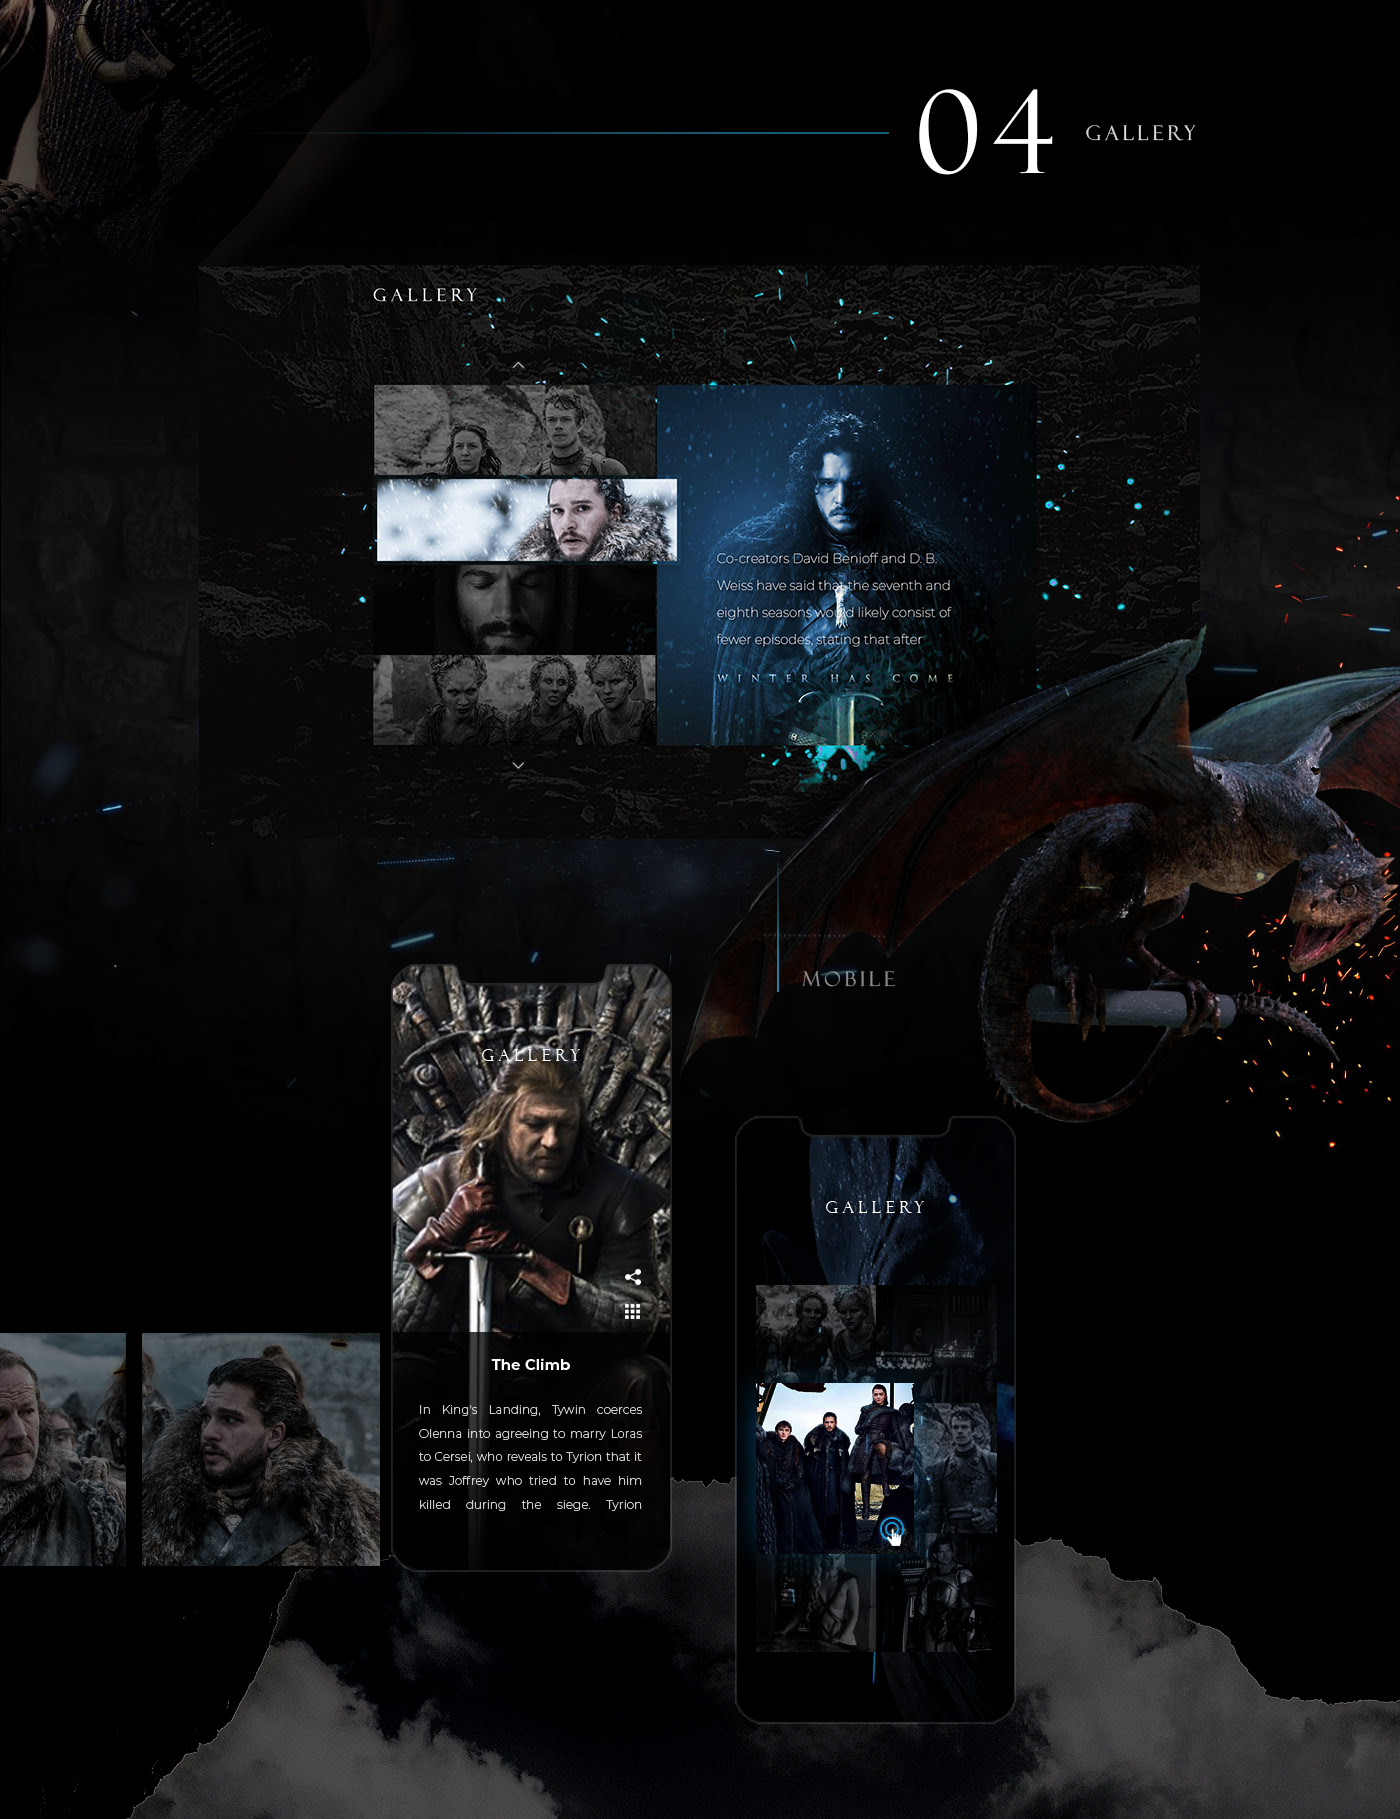 04 GALLERY
GALLERY
Co-creators David Benioff and D. B.
Weiss have said that the seventh and
eighth seasons would likely consist of
fewer episodes, stating that after
WINTER HAS COME
MOBILE
GALLERY
The Climb
In King's Landing, Tywin coerces
Olenna into agreeing to marry Loras
to Cersei, who reveals to Tyrion that it
was Joffrey who tried to have him
killed during the siege. Tyrion
GALLERY